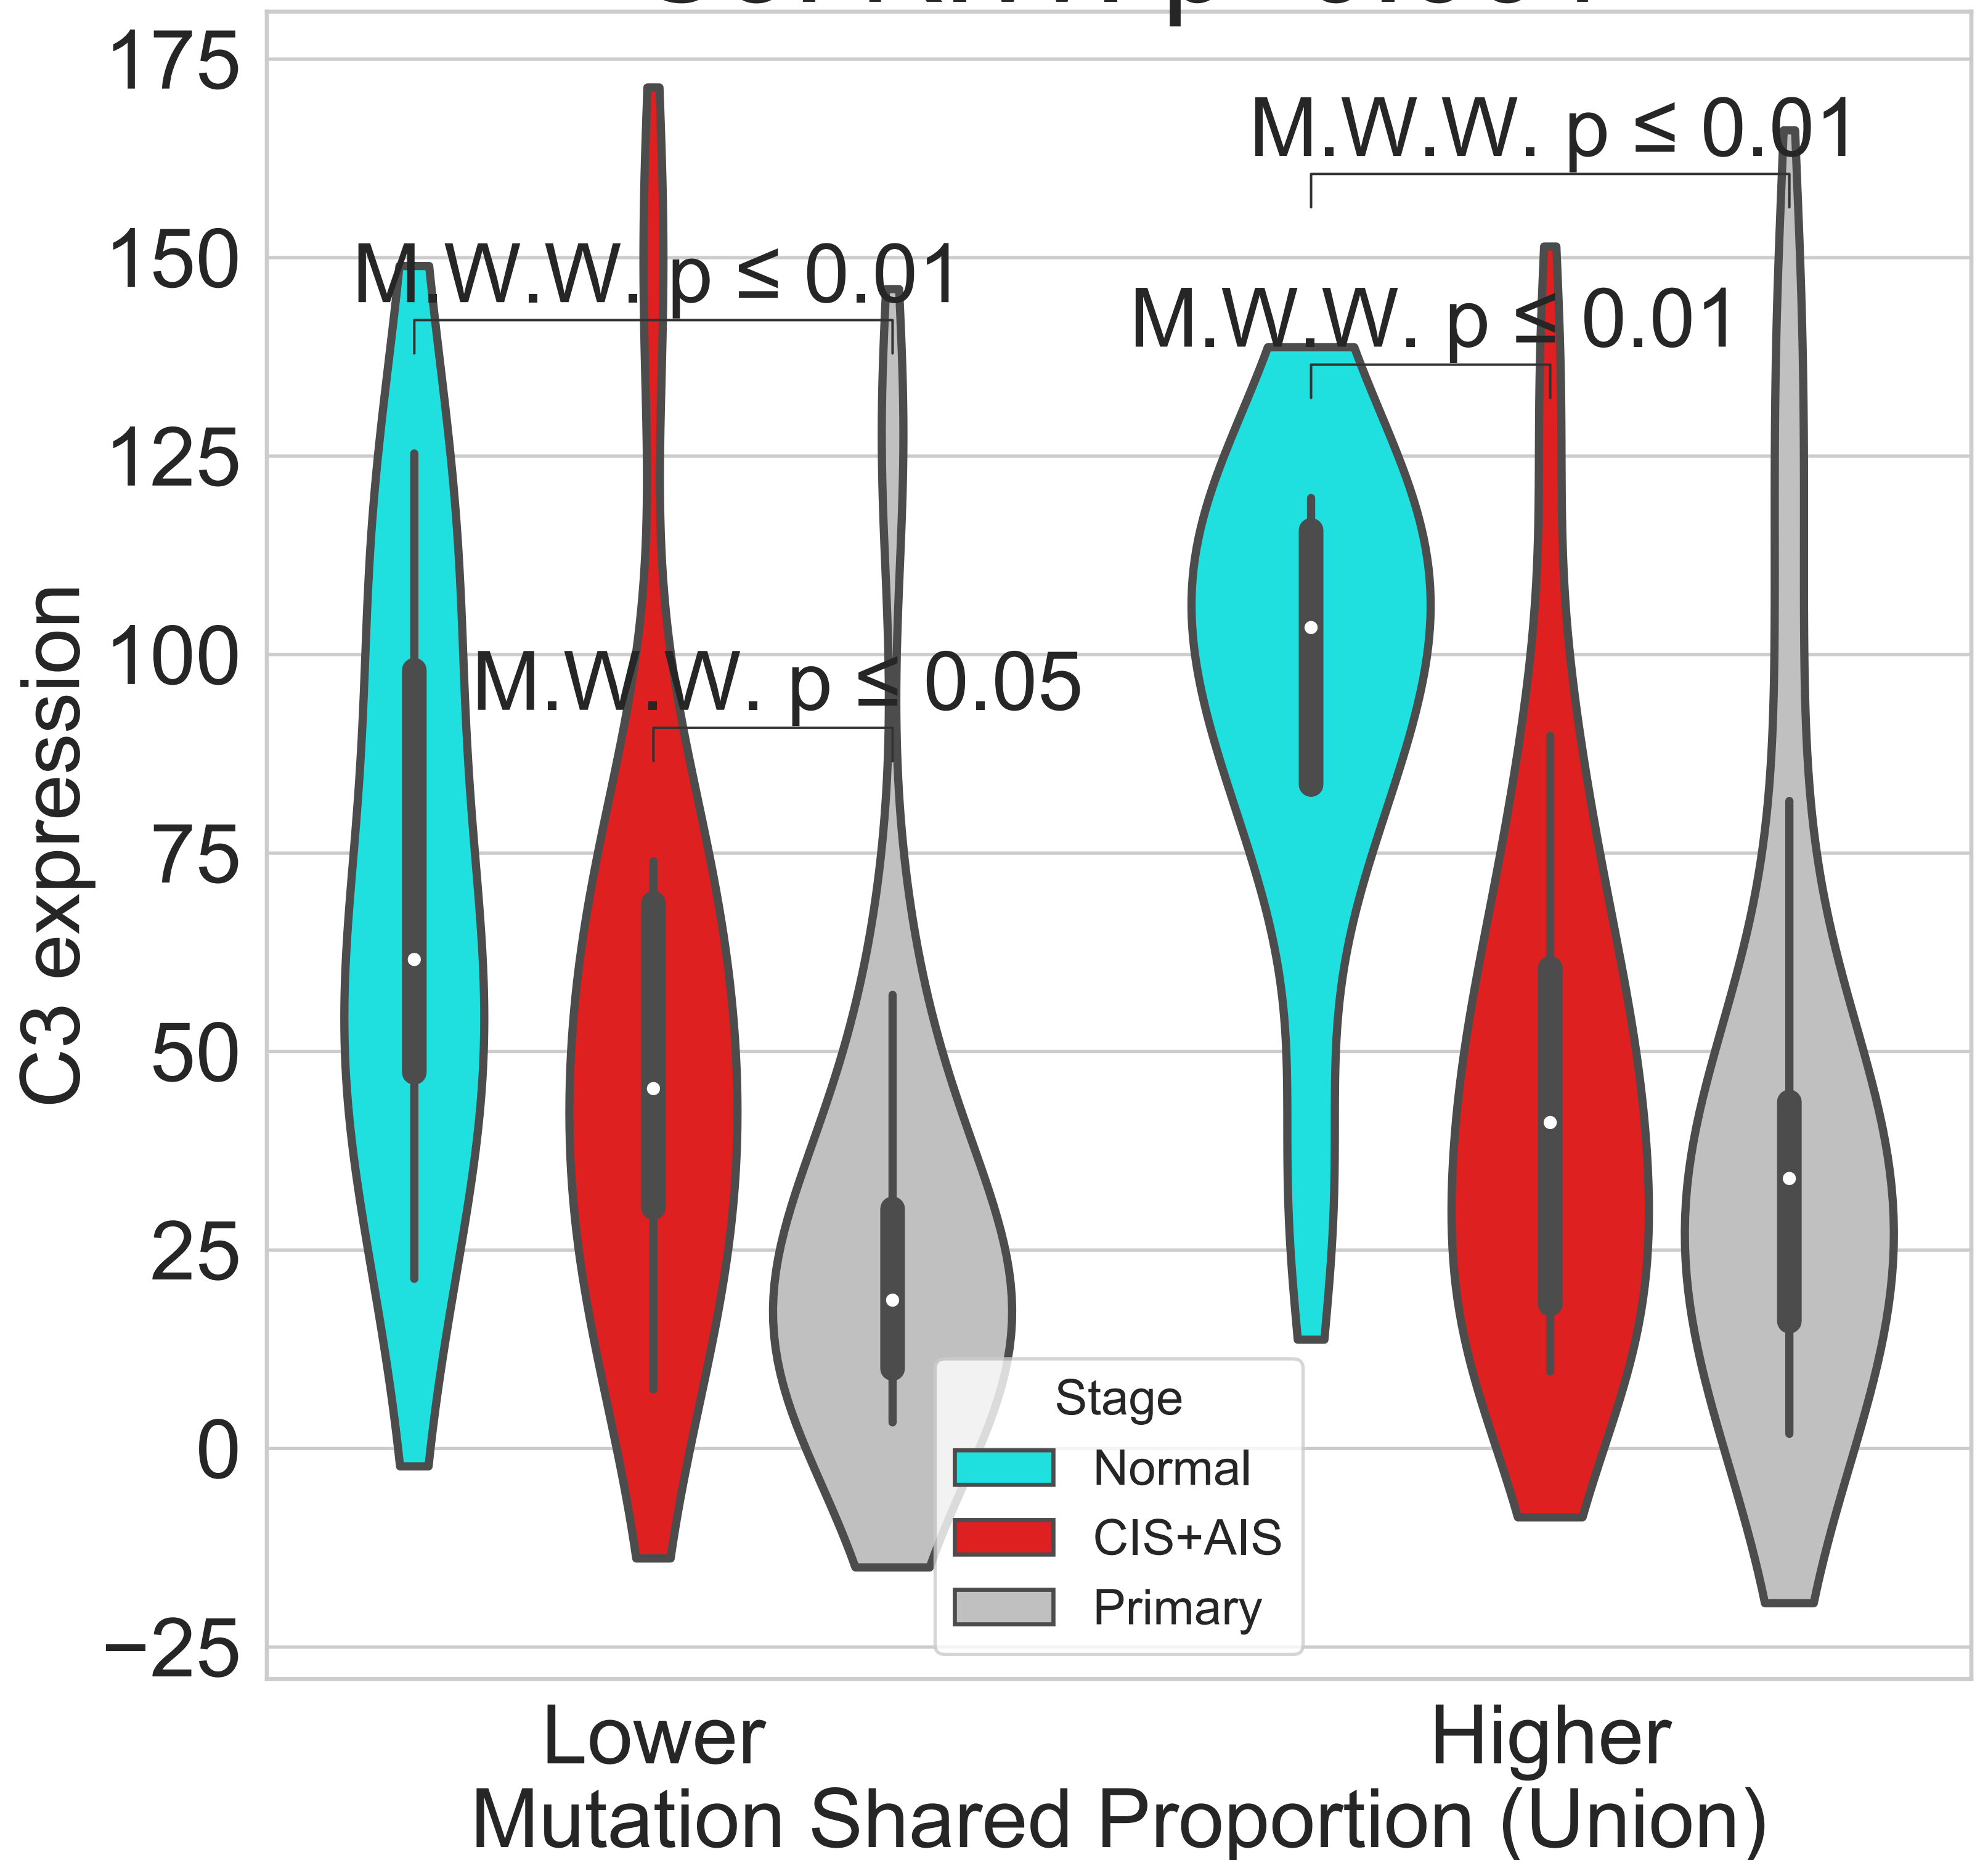 175
M.W.W. p ≤ 0.01
150
M.W.W. p ≤ 0.01
M.W.W. p ≤ 0.01
125
100
M.W.W. p ≤ 0.05
75
50
25
0
−25
C3 expression
Stage
Normal
CIS+AIS
Primary
Lower
Higher
Mutation Shared Proportion (Union)